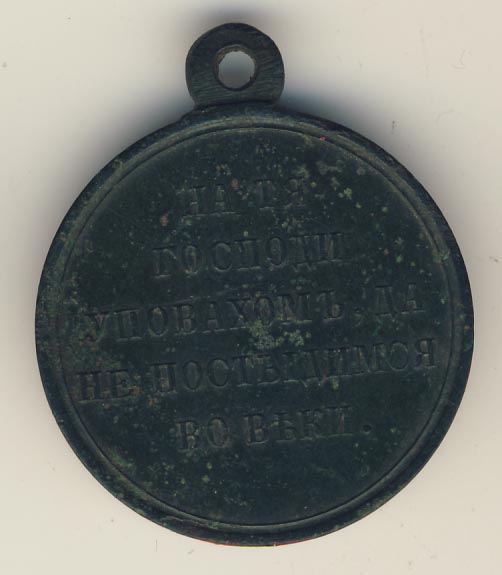 НА ТЯ
ГОСПОДИ
УПОВАХОМЪ, ДА
НЕ ПОСТЫДИМСЯ
ВО ВѢКИ.